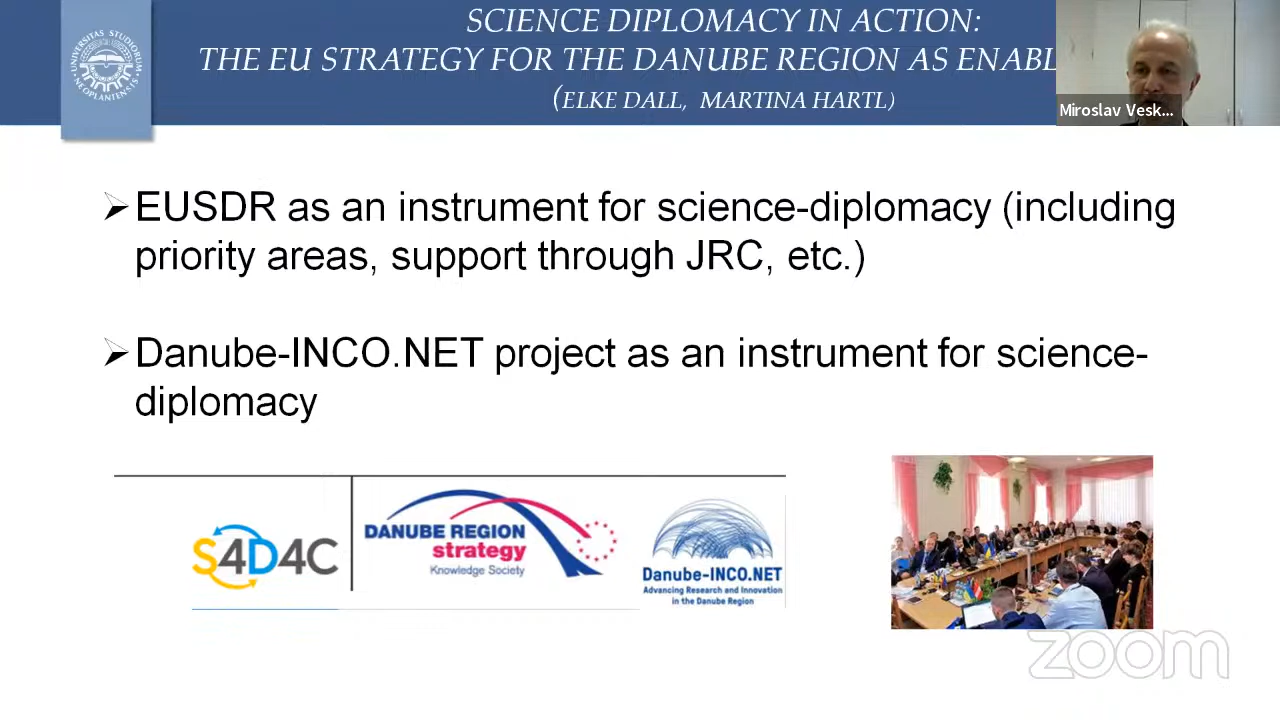 SCIENCE DIPLOMACY IN ACTION:
THE EU STRATEGY FOR THE DANUBE REGION AS ENABL
(ELKE DALL, MARTINA HARTL)
UNIVERSITAS STUDIORUM
NEOPLANTENSIS
Miroslav Vesk...
➢EUSDR as an instrument for science-diplomacy (including
priority areas, support through JRC, etc.)
➢Danube-INCO.NET project as an instrument for science-
diplomacy
S4D4C
DANUBE REGION
strategy
Knowledge Society
Danube-INCO.NET
Advancing Research and Innovation
in the Danube Region
zoom